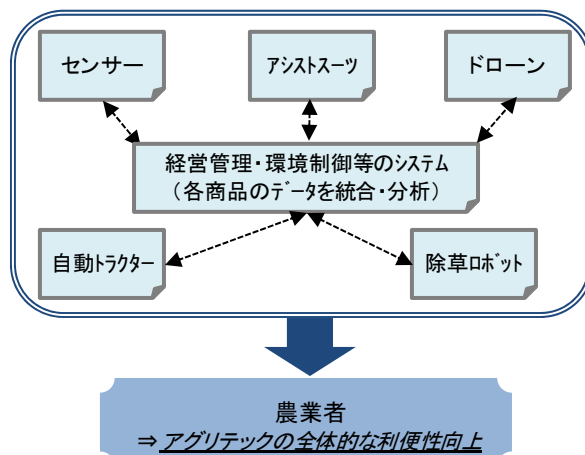 センサー
アシストスーツ
ドローン
経営管理・環境制御等のシステム
（各商品のﾃﾞｰﾀを統合・分析）
自動トラクター
除草ﾛﾎﾞｯﾄ
農業者
⇒ アグリテックの全体的な利便性向上